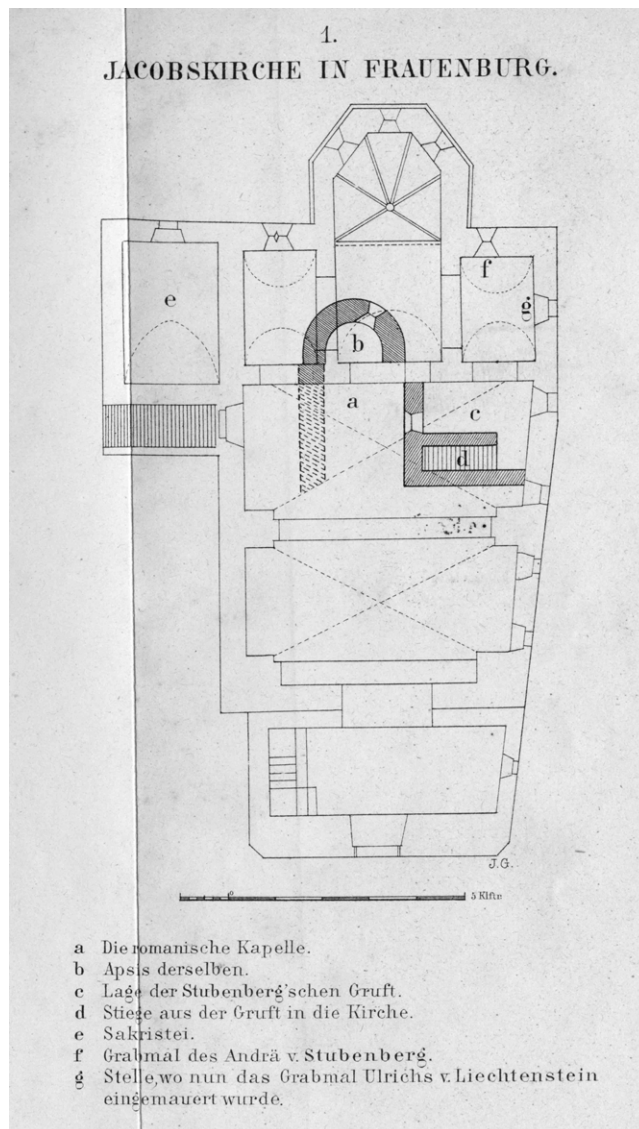 1.
JACOBSKIRCHE IN FRAUENBURG.
f
e
g.
b
a
c
d
J.G.
0
5 Klftr
a Die romanische Kapelle.
b Apsis derselben.
c Lage der Stubenberg'schen Gruft.
d Stiege aus der Gruft in die Kirche.
e Sakristei.
f Grabmal des Andrä v. Stubenberg.
g Stelle, wo nun das Grabmal Ulrichs v. Liechtenstein
eingemauert wurde.